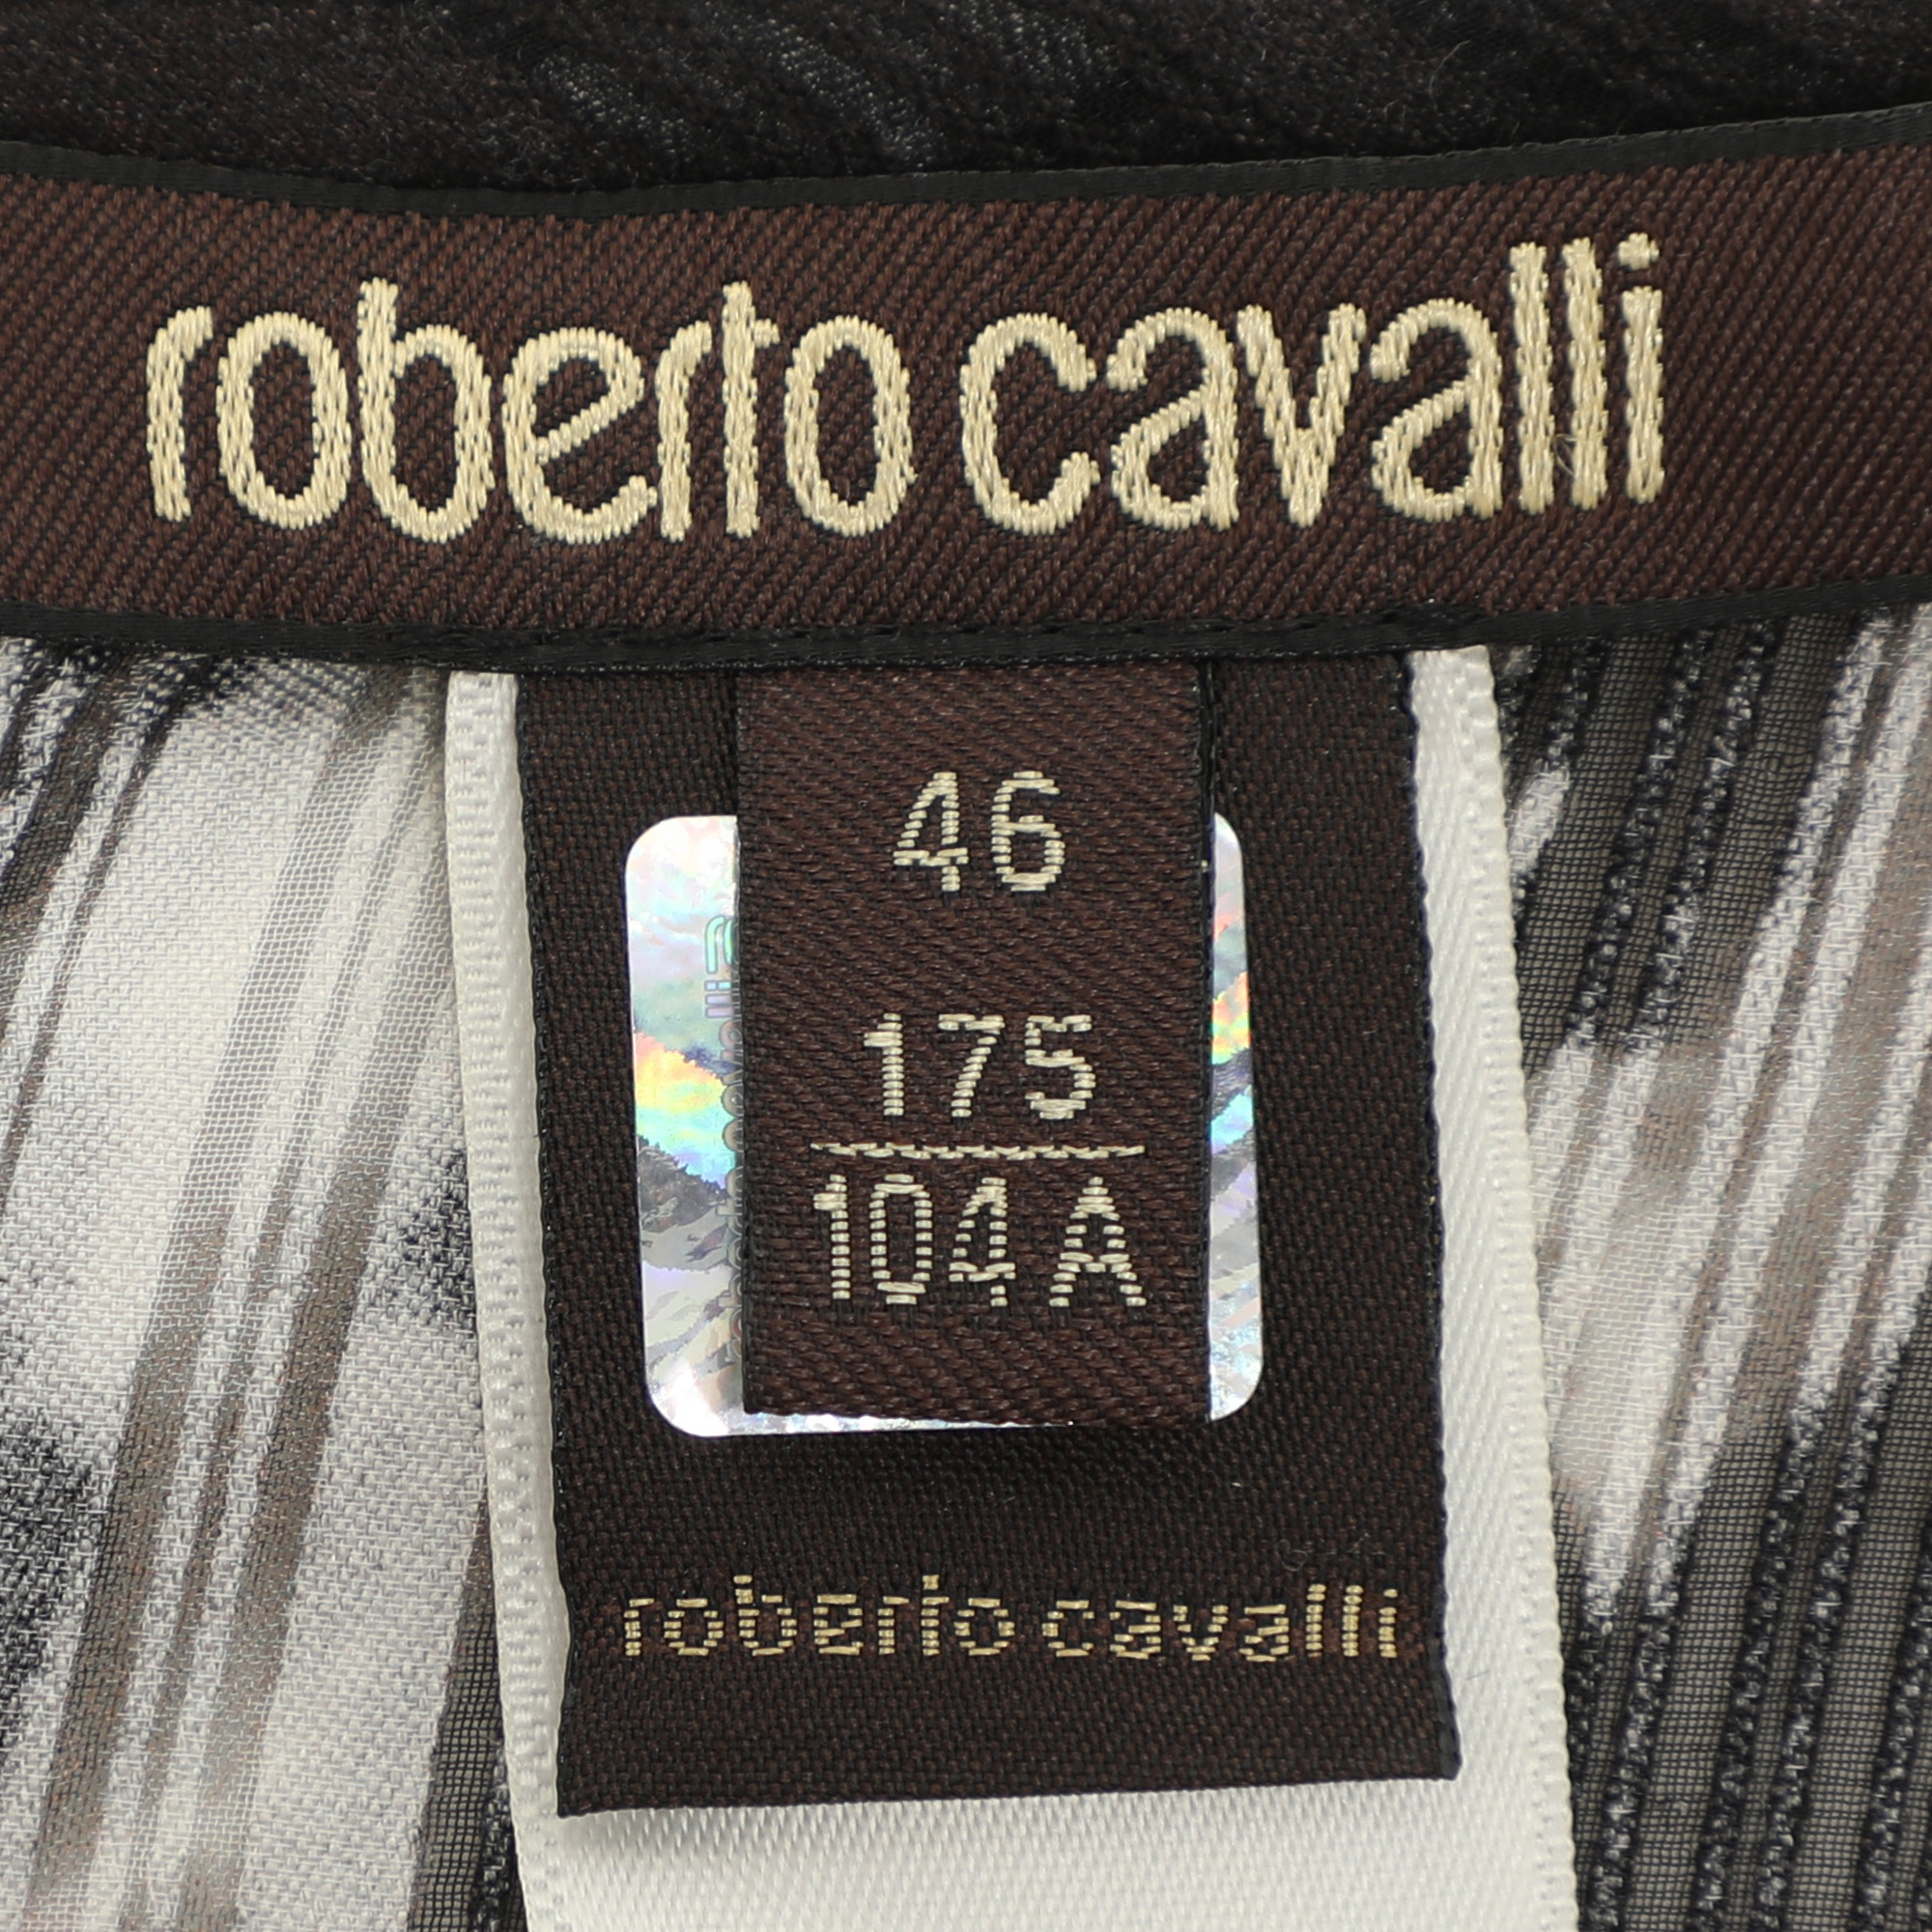 roberto cavalli
46
175
104 A
roberto cavalli